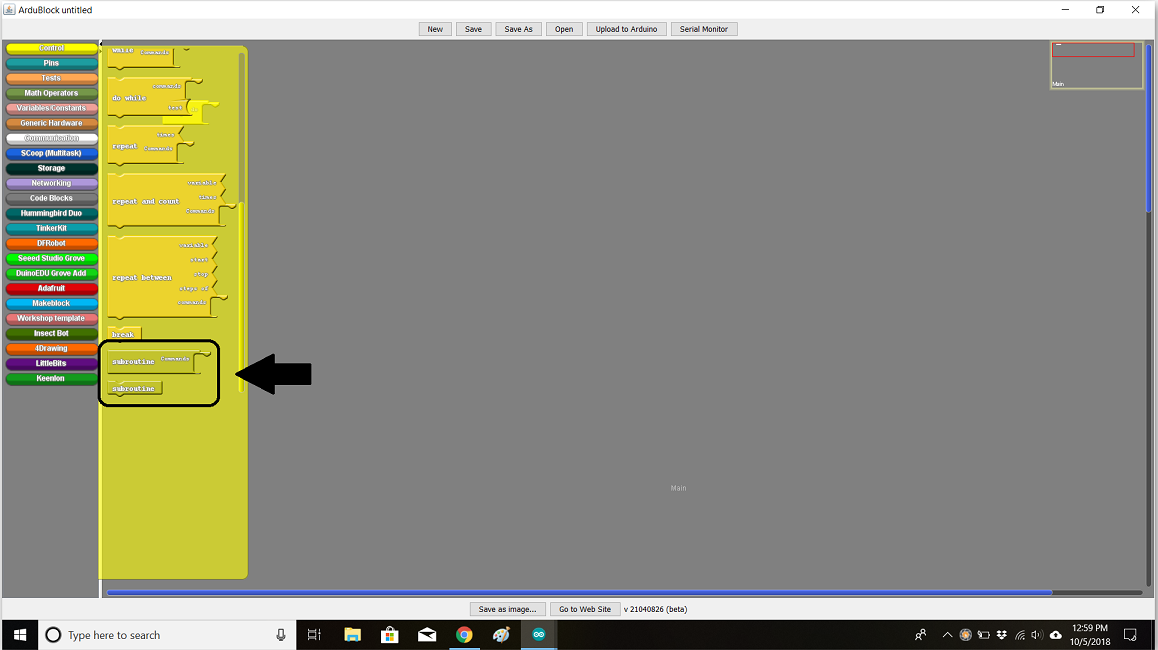 ArduBlock untitled
New Save Save As Open Upload to Arduino Serial Monitor
Control
Pins
Tests
Math Operators
Variables/Constants
Generic Hardware
Communication
SCoop (Multitask)
Storage
Networking
Code Blocks
Hummingbird Duo
TinkerKit
DFRobot
Seeed Studio Grove
DuinoEDU Grove Add
Adafruit
Makeblock
Workshop template
Insect Bot
4Drawing
LittleBits
Keenlon
while Commands
commands
do while
test
times
repeat Commands
variable
times
repeat and count
Commands
variable
start
stop
repeat between
steps of
commands
break
subroutine Commands
subroutine
Main
Main
Save as image... Go to Web Site v 21040826 (beta)
Type here to search
12:59 PM
10/5/2018